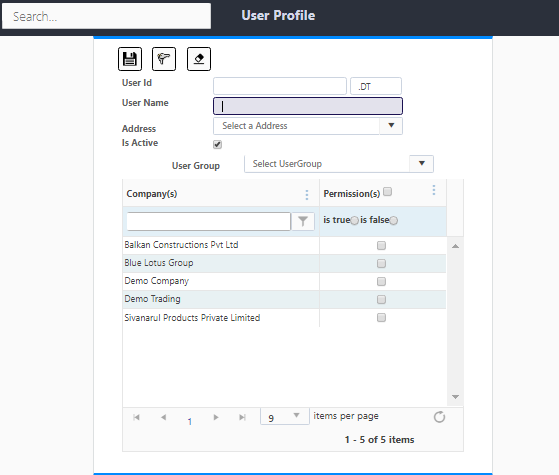 Search... User Profile
User Id .DT
User Name
Address Select a Address
Is Active
User Group Select UserGroup
Company(s) Permission(s)
is true is false
Balkan Constructions Pvt Ltd
Blue Lotus Group
Demo Company
Demo Trading
Sivanarul Products Private Limited
1 9 items per page
1 - 5 of 5 items